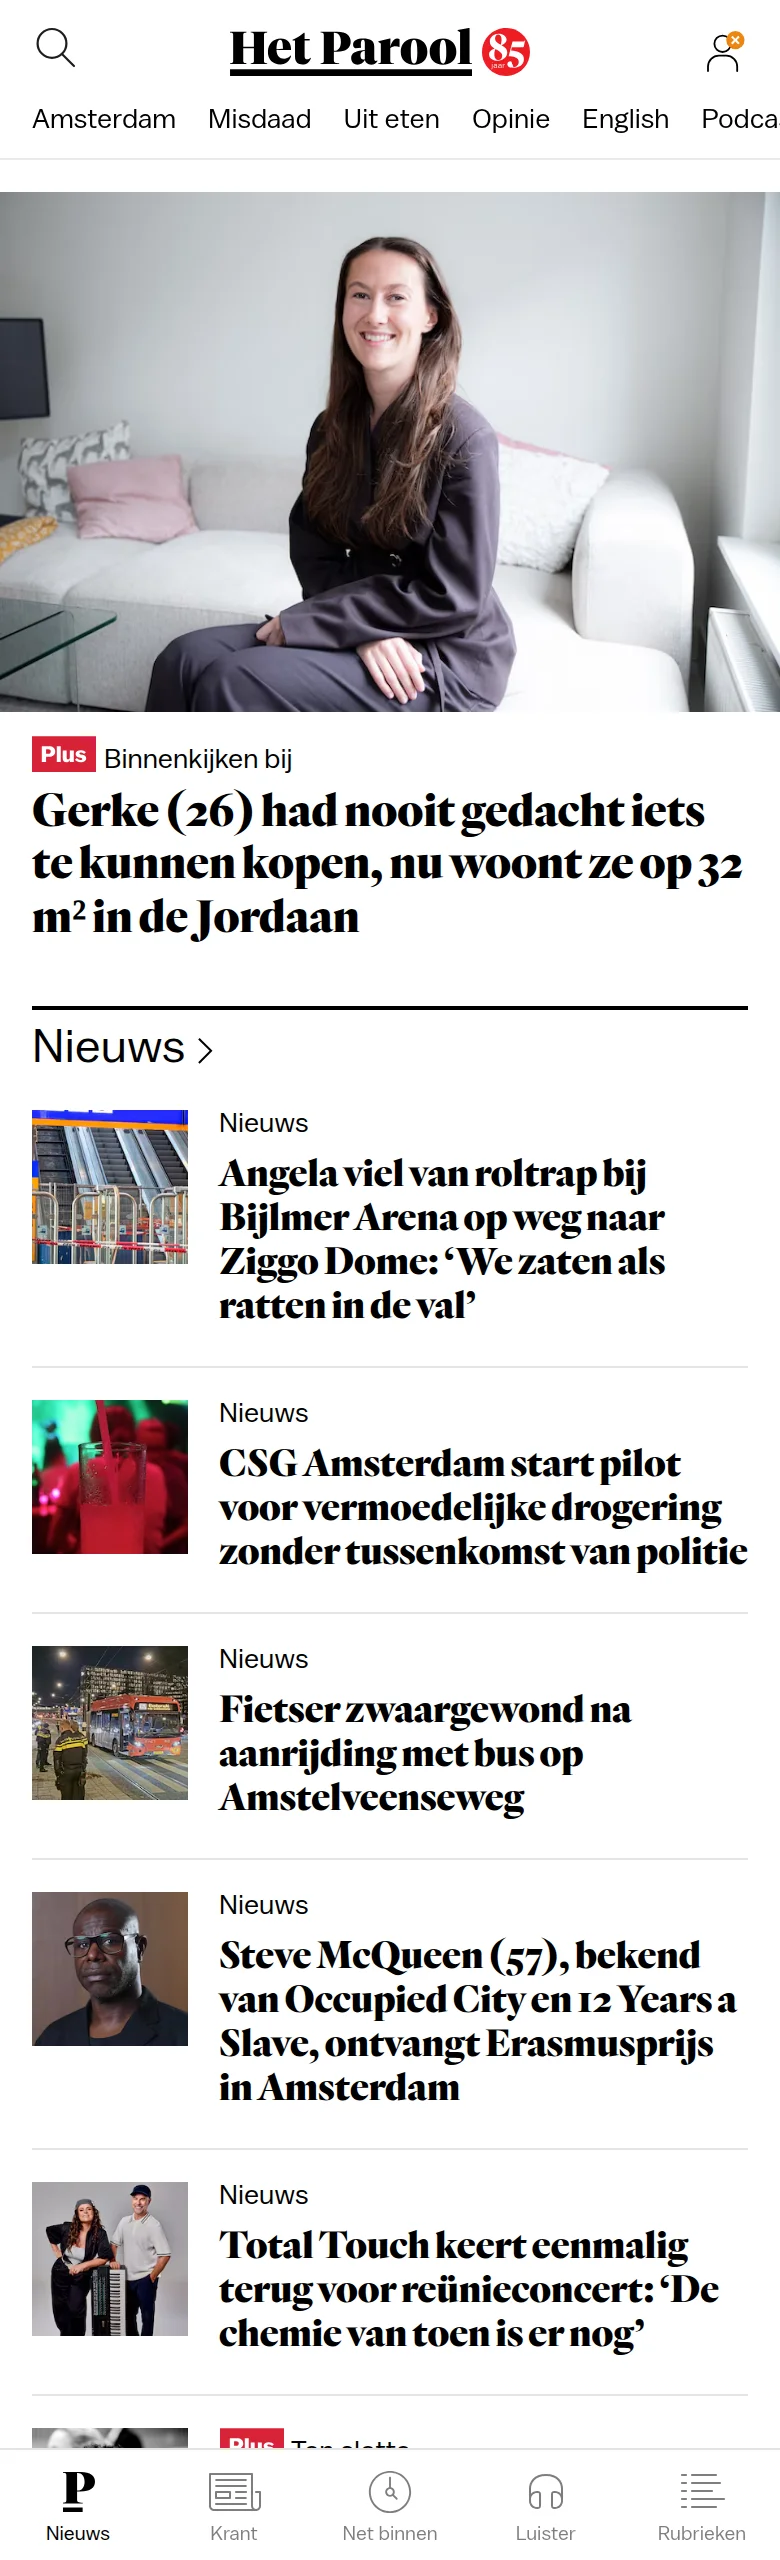 Het Parool 85 jaar
Amsterdam Misdaad Uit eten Opinie English Podca
Plus Binnenkijken bij
Gerke (26) had nooit gedacht iets
te kunnen kopen, nu woont ze op 32
m² in de Jordaan
Nieuws
Nieuws
Angela viel van roltrap bij
Bijlmer Arena op weg naar
Ziggo Dome: ‘We zaten als
ratten in de val’
Nieuws
CSG Amsterdam start pilot
voor vermoedelijke drogering
zonder tussenkomst van politie
Nieuws
Fietser zwaargewond na
aanrijding met bus op
Amstelveenseweg
Nieuws
Steve McQueen (57), bekend
van Occupied City en 12 Years a
Slave, ontvangt Erasmusprijs
in Amsterdam
Nieuws
Total Touch keert eenmalig
terug voor reünieconcert: ‘De
chemie van toen is er nog’
Plus Ten slotte
P
Nieuws Krant Net binnen Luister Rubrieken